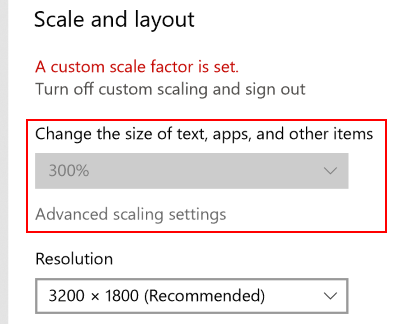 Scale and layout
A custom scale factor is set.
Turn off custom scaling and sign out
Change the size of text, apps, and other items
300%
Advanced scaling settings
Resolution
3200 × 1800 (Recommended)